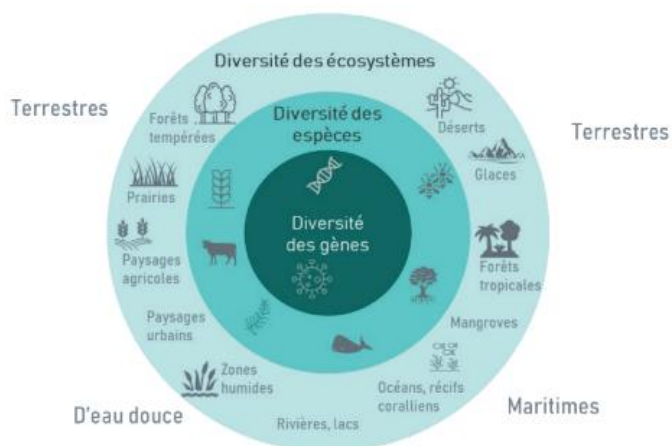 Diversité des écosystèmes
Terrestres
Terrestres
Forêts
tempérées
Diversité des
espèces
Déserts
Glaces
Prairies
Diversité
des gènes
Paysages
agricoles
Forêts
tropicales
Paysages
urbains
Mangroves
Zones
humides
Océans, récifs
coralliens
D'eau douce
Rivières, lacs
Maritimes